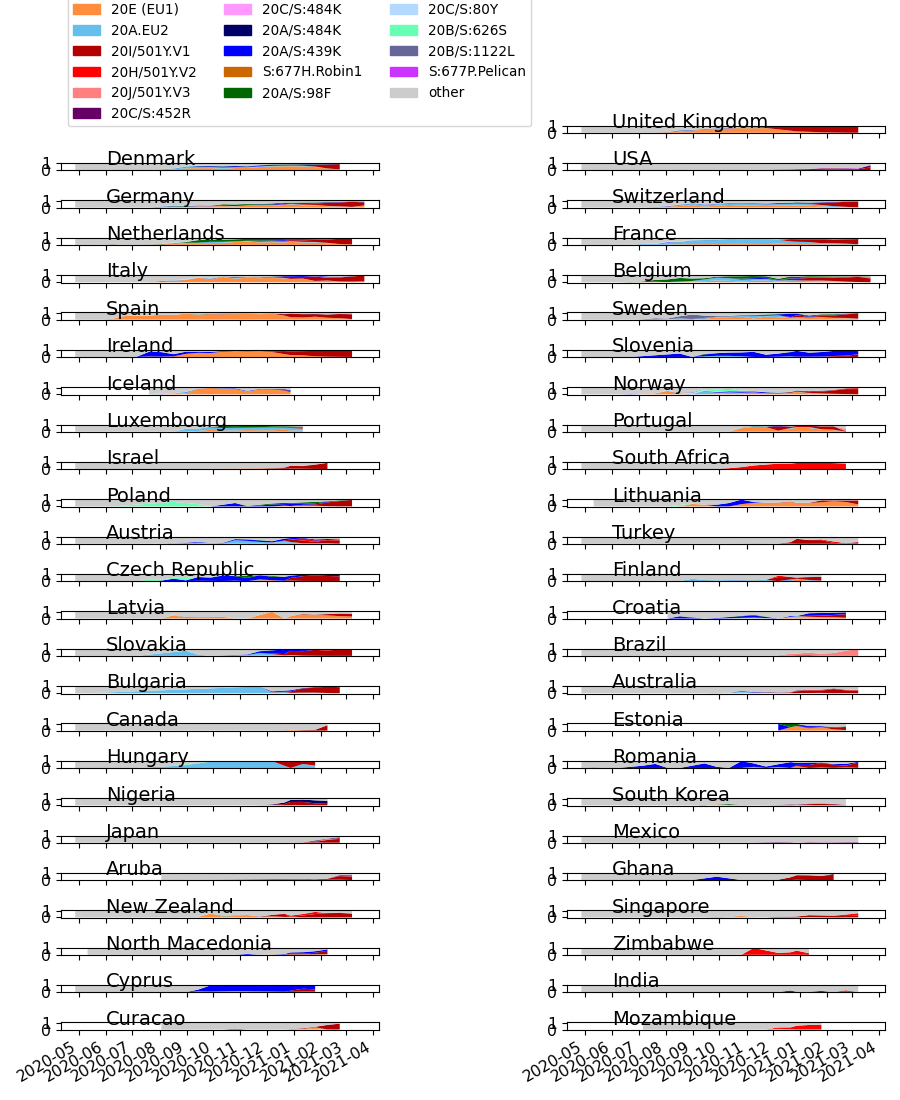 20E (EU1) 20C/S:484K 20C/S:80Y
20A.EU2 20A/S:484K 20B/S:626S
20I/501Y.V1 20A/S:439K 20B/S:1122L
20H/501Y.V2 S:677H.Robin1 S:677P.Pelican
20J/501Y.V3 20A/S:98F other
20C/S:452R
United Kingdom
1
0
Denmark USA
1 1
0 0
Germany Switzerland
1 1
0 0
Netherlands France
1 1
0 0
Italy Belgium
1 1
0 0
Spain Sweden
1 1
0 0
Ireland Slovenia
1 1
0 0
Iceland Norway
1 1
0 0
Luxembourg Portugal
1 1
0 0
Israel South Africa
1 1
0 0
Poland Lithuania
1 1
0 0
Austria Turkey
1 1
0 0
Czech Republic Finland
1 1
0 0
Latvia Croatia
1 1
0 0
Slovakia Brazil
1 1
0 0
Bulgaria Australia
1 1
0 0
Canada Estonia
1 1
0 0
Hungary Romania
1 1
0 0
Nigeria South Korea
1 1
0 0
Japan Mexico
1 1
0 0
Aruba Ghana
1 1
0 0
New Zealand Singapore
1 1
0 0
North Macedonia Zimbabwe
1 1
0 0
Cyprus India
1 1
0 0
Curacao Mozambique
1 1
0 0
2020-05 2020-06 2020-07 2020-08 2020-09 2020-10 2020-11 2020-12 2021-01 2021-02 2021-03 2021-04 2020-05 2020-06 2020-07 2020-08 2020-09 2020-10 2020-11 2020-12 2021-01 2021-02 2021-03 2021-04